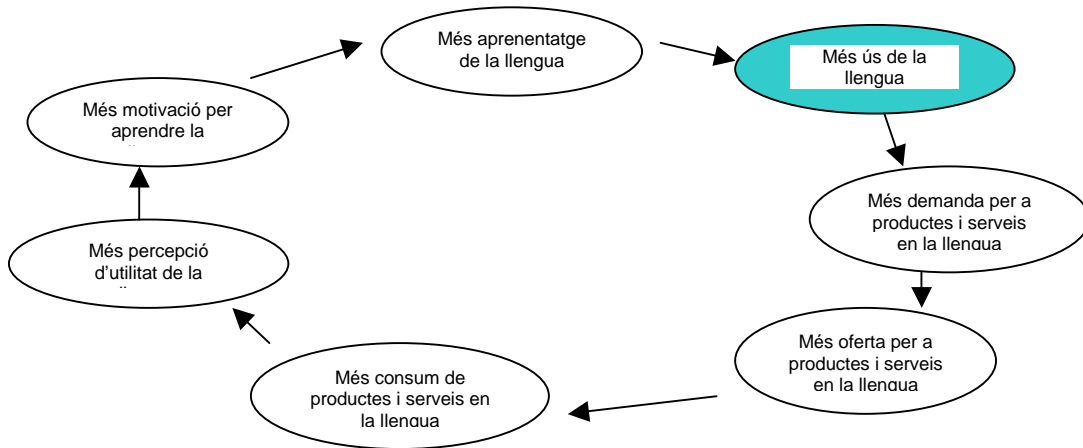 Més aprenentatge
de la llengua
Més ús de la
llengua
Més demanda per a
productes i serveis
en la llengua
Més oferta per a
productes i serveis
en la llengua
Més consum de
productes i serveis en
la llengua
Més percepció
d'utilitat de la
Més motivació per
aprendre la